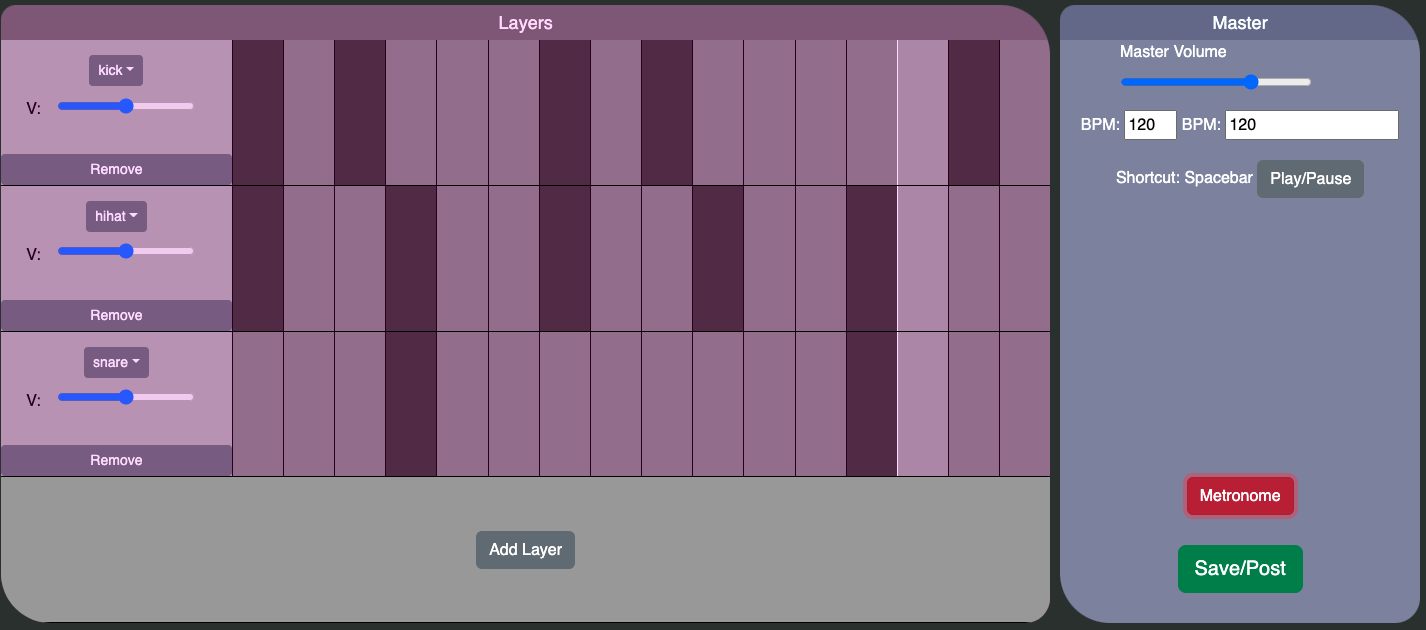 Layers
kick
V:
Remove
hihat
V:
Remove
snare
V:
Remove
Add Layer
Master
Master Volume
BPM: 120 BPM: 120
Shortcut: Spacebar Play/Pause
Metronome
Save/Post